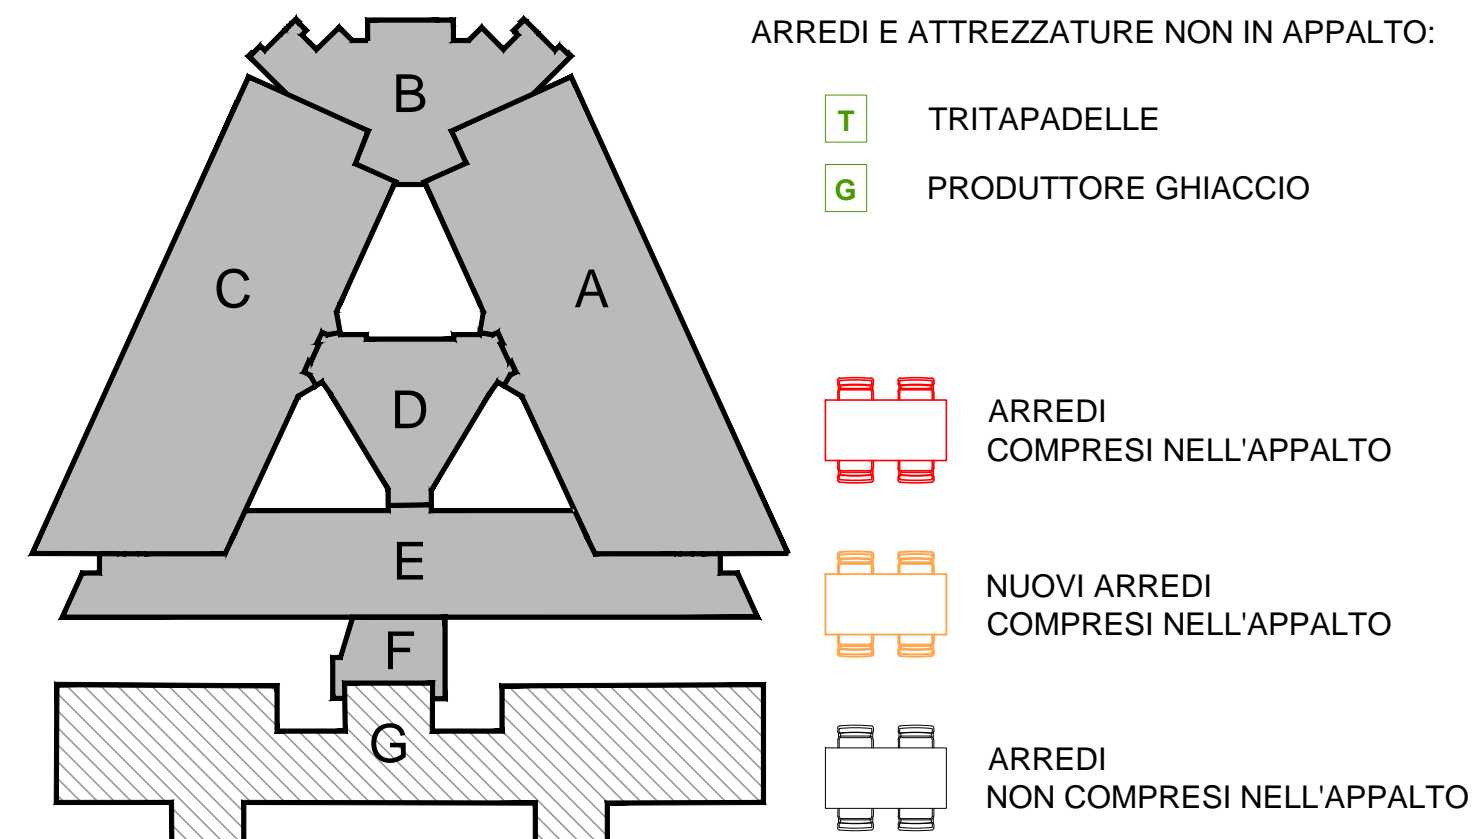 ARREDI E ATTREZZATURE NON IN APPALTO:
B
T TRITAPADELLE
G PRODUTTORE GHIACCIO
C
A
D
ARREDI
COMPRESI NELL'APPALTO
E
NUOVI ARREDI
COMPRESI NELL'APPALTO
F
G
ARREDI
NON COMPRESI NELL'APPALTO